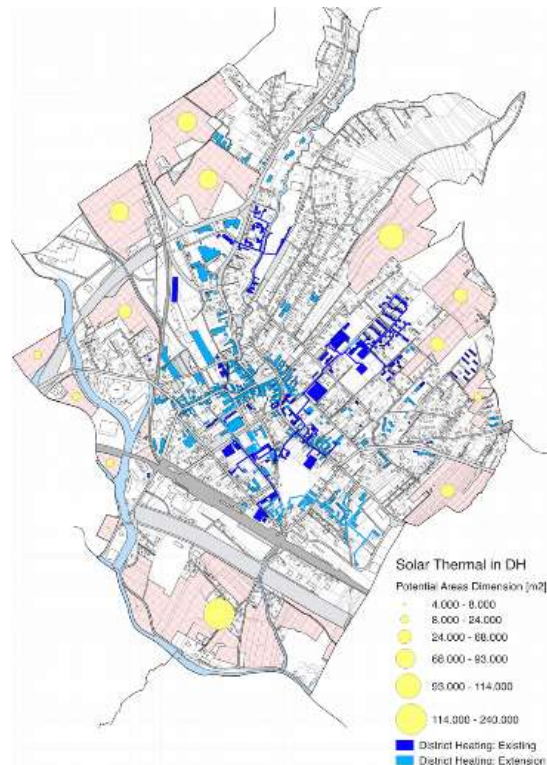 Solar Thermal in DH
Potential Areas Dimension [m2]
4.000 - 8.000
8.000 - 24.000
24.000 - 68.000
68.000 - 93.000
93.000 - 114.000
114.000 - 240.000
District Heating: Existing
District Heating: Extension